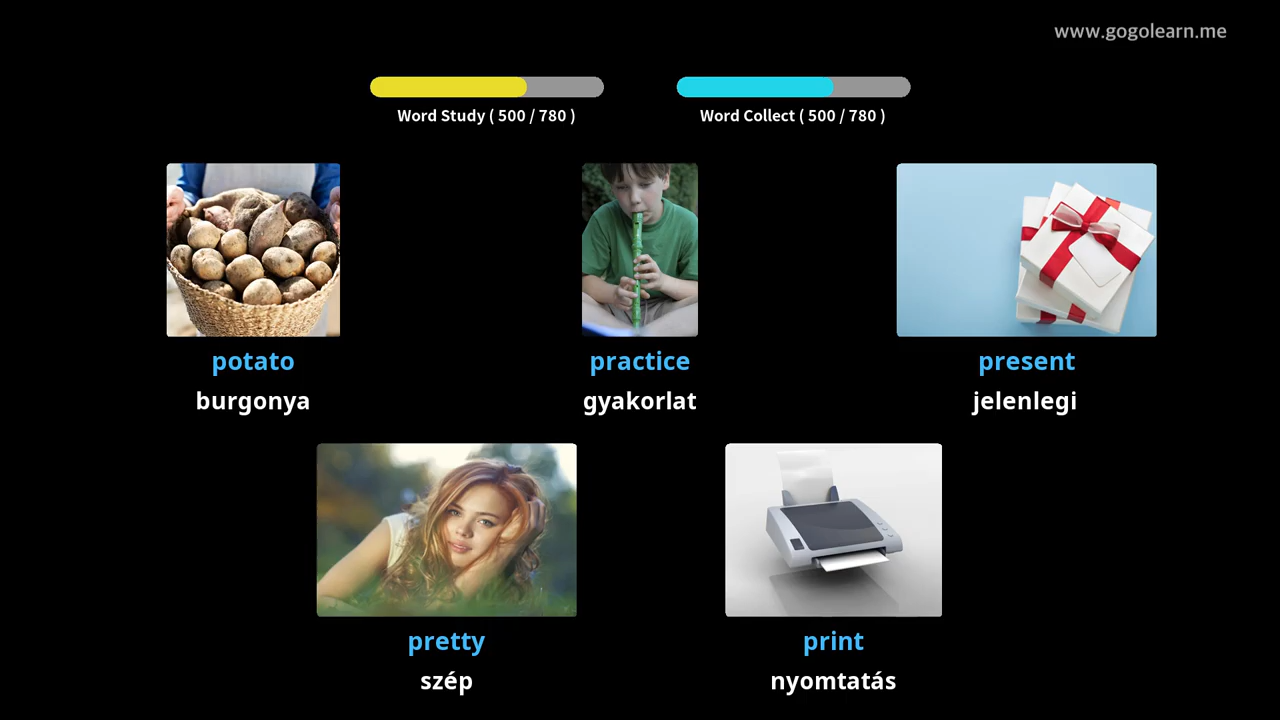 www.gogolearn.me
Word Study ( 500 / 780 )
Word Collect ( 500 / 780 )
potato
burgonya
practice
gyakorlat
present
jelenlegi
pretty
szép
print
nyomtatás